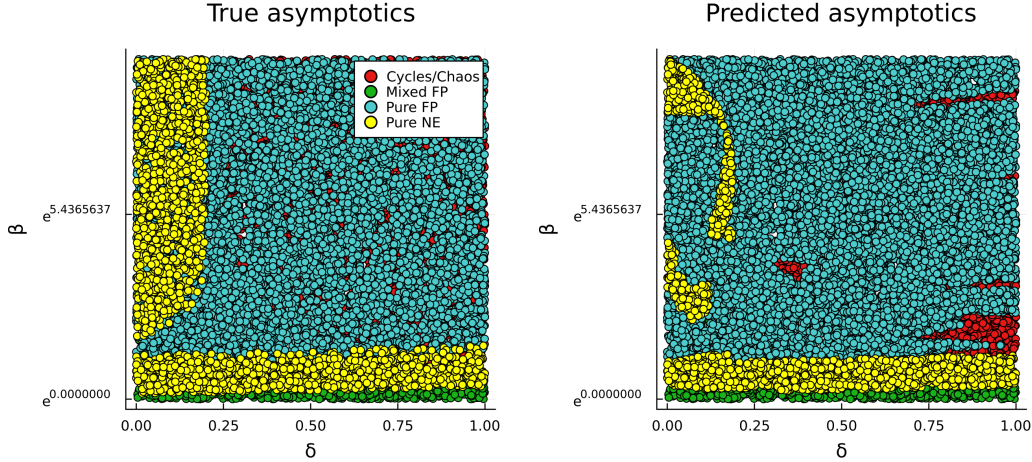 True asymptotics
Predicted asymptotics
Cycles/Chaos
Mixed FP
Pure FP
Pure NE
β
e^5.4365637
e^0.0000000
0.00 0.25 0.50 0.75 1.00
δ
β
e^5.4365637
e^0.0000000
0.00 0.25 0.50 0.75 1.00
δ